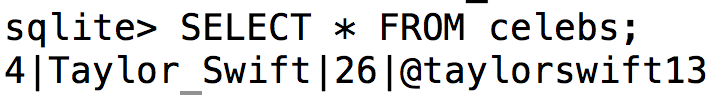 sqlite> SELECT * FROM celebs;
4|Taylor Swift|26|@taylorswift13